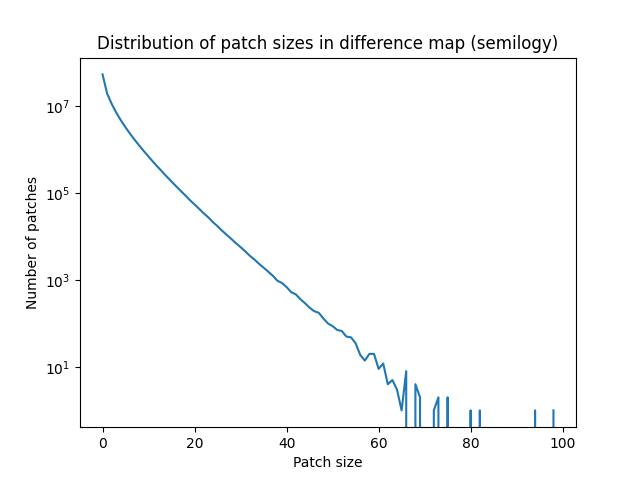 Distribution of patch sizes in difference map (semilogy)
Number of patches
10^7
10^5
10^3
10^1
0 20 40 60 80 100
Patch size